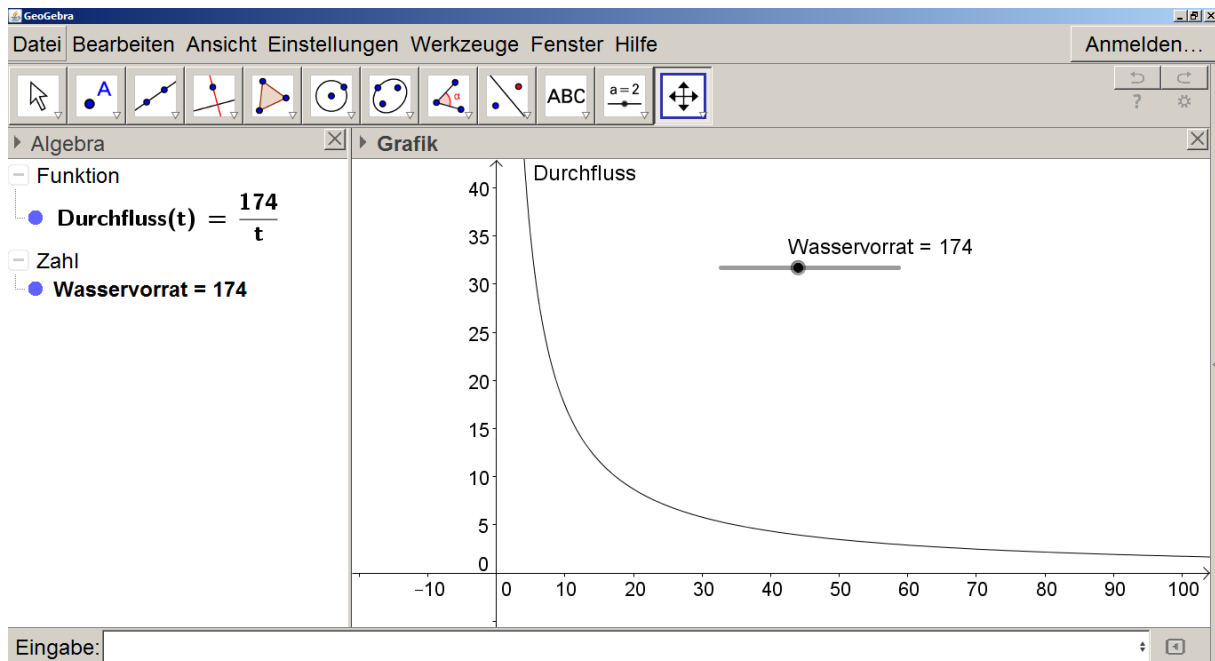 GeoGebra
Datei Bearbeiten Ansicht Einstellungen Werkzeuge Fenster Hilfe
Anmelden...
A
α
ABC
a=2
?
Algebra
Grafik
Funktion
Durchfluss(t) = 174/t
Zahl
Wasservorrat = 174
Durchfluss
Wasservorrat = 174
40
35
30
25
20
15
10
5
0
−10 0 10 20 30 40 50 60 70 80 90 100
Eingabe: